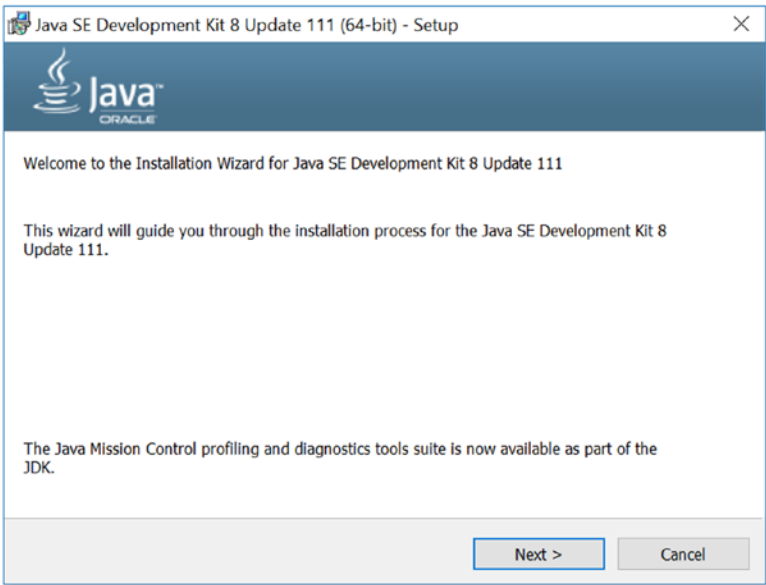 Java SE Development Kit 8 Update 111 (64-bit) - Setup
Java™
ORACLE
Welcome to the Installation Wizard for Java SE Development Kit 8 Update 111
This wizard will guide you through the installation process for the Java SE Development Kit 8
Update 111.
The Java Mission Control profiling and diagnostics tools suite is now available as part of the
JDK.
Next >
Cancel